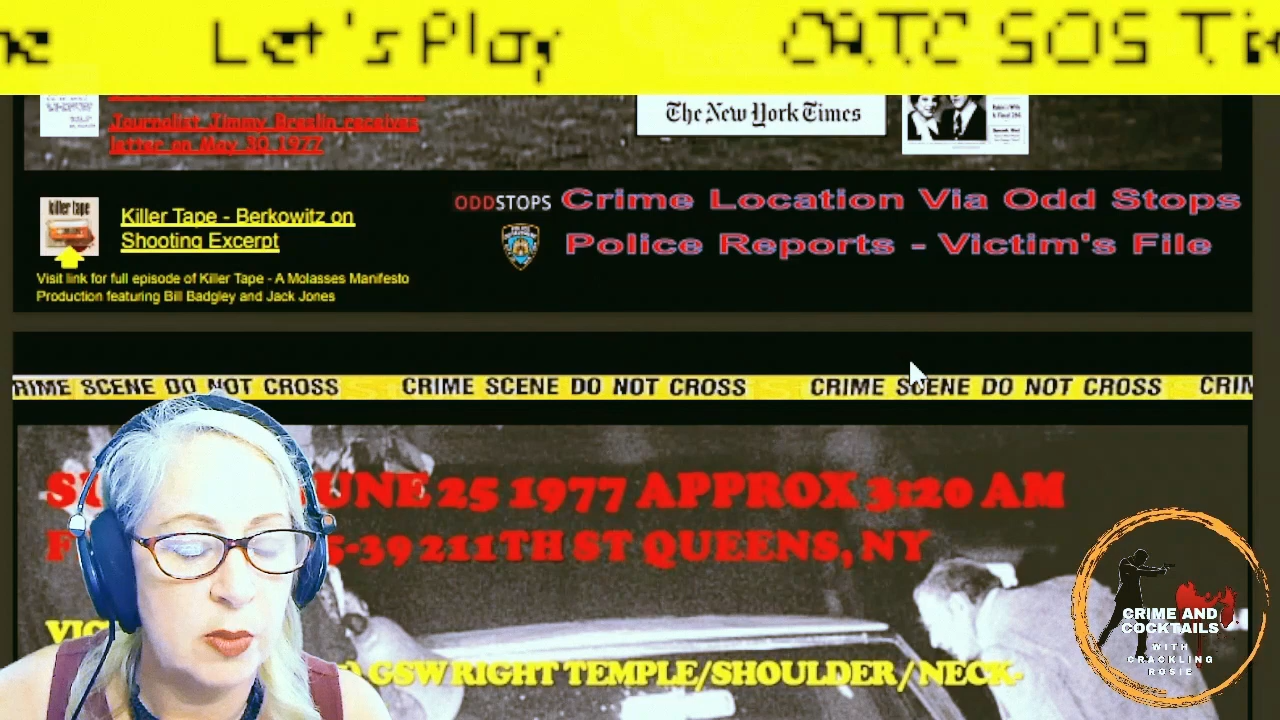 Let's Play
Journalist Jimmy Breslin receives
letter on May 30, 1977
The New York Times
killer tape
Killer Tape - Berkowitz on
Shooting Excerpt
Visit link for full episode of Killer Tape - A Molasses Manifesto
Production featuring Bill Badgley and Jack Jones
ODDSTOPS Crime Location Via Odd Stops
Police Reports - Victim's File
RIME SCENE DO NOT CROSS CRIME SCENE DO NOT CROSS CRIME SCENE DO NOT CROSS CRIM
UNE 25 1977 APPROX 3:20 AM
5-39 211TH ST QUEENS, NY
GSW RIGHT TEMPLE/SHOULDER/NECK-
CRIME AND
COCKTAILS
WITH
CRACKLING
ROSIE